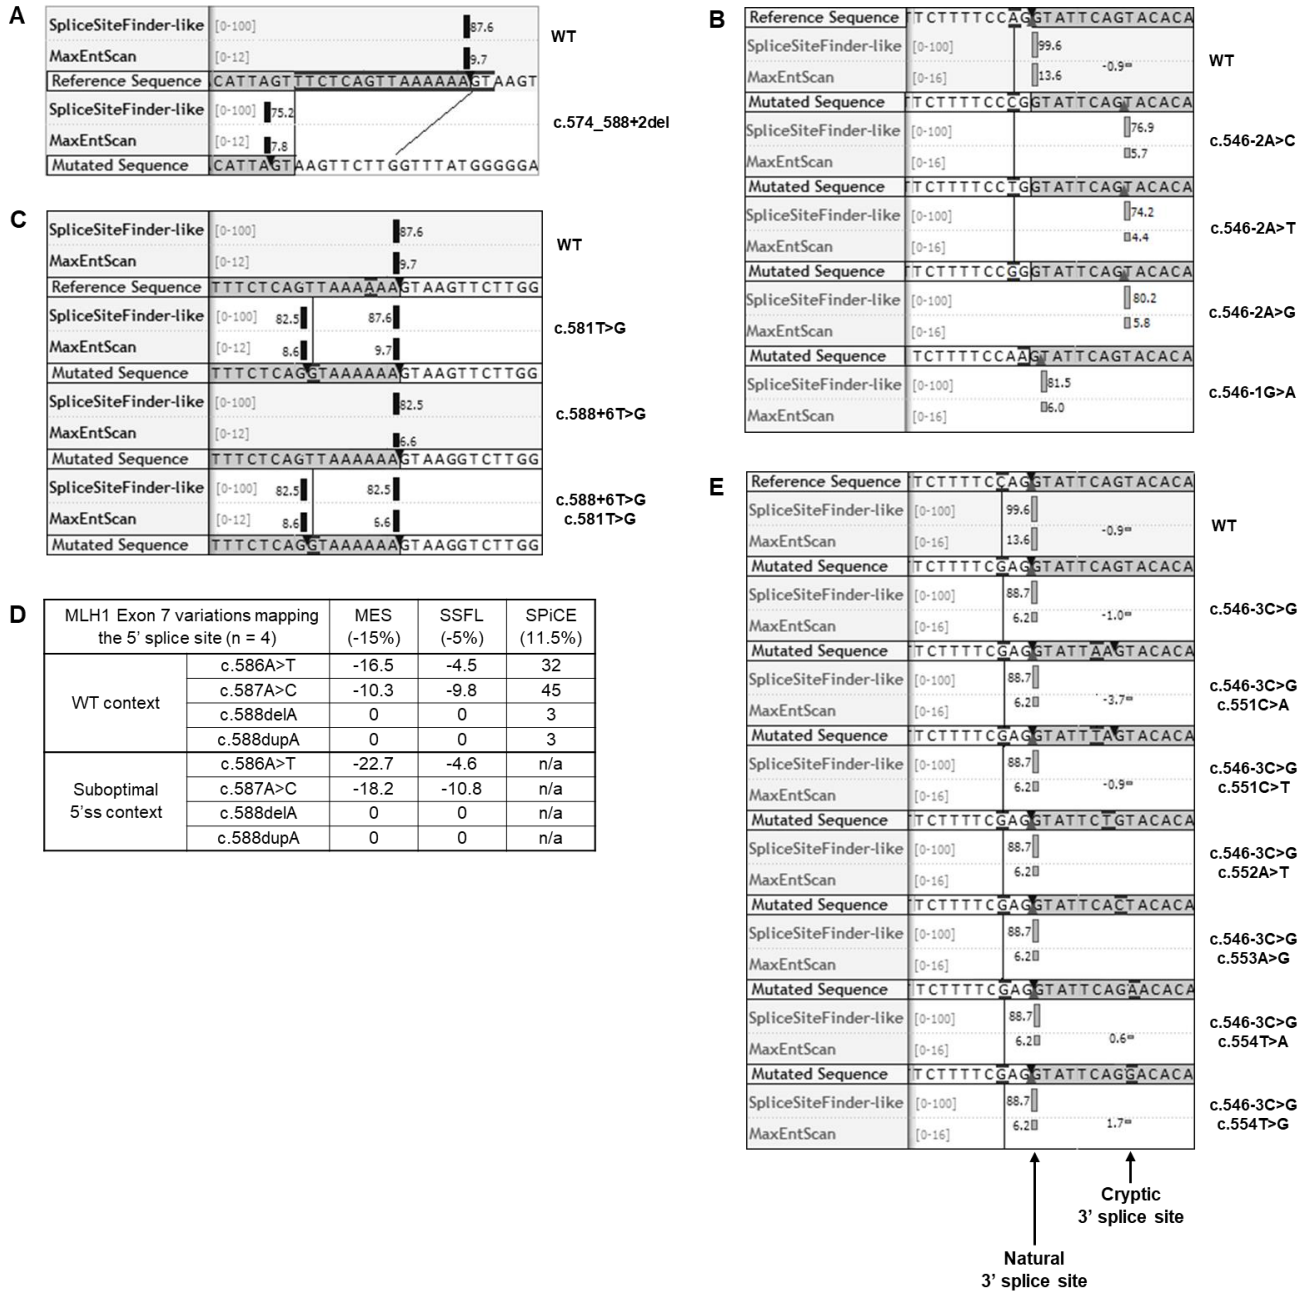 A
SpliceSiteFinder-like [0-100] 87.6
MaxEntScan [0-12] 9.7
WT
Reference Sequence CATTAGTTTCTCAGTTAAAAAAGTAAGT
SpliceSiteFinder-like [0-100] 75.2
MaxEntScan [0-12] 7.8
c.574_588+2del
Mutated Sequence CATTAGTAAGTTCTTGGTTTATGGGGGA
B
Reference Sequence TTCTTTTCCAGGTATTCAGTACACA
SpliceSiteFinder-like [0-100] 99.6
MaxEntScan [0-16] 13.6 -0.9
WT
Mutated Sequence TTCTTTTCCCGGTATTCAGTACACA
SpliceSiteFinder-like [0-100] 76.9
MaxEntScan [0-16] 5.7
c.546-2A>C
Mutated Sequence TTCTTTTCCTGGTATTCAGTACACA
SpliceSiteFinder-like [0-100] 74.2
MaxEntScan [0-16] 4.4
c.546-2A>T
Mutated Sequence TTCTTTTCCGGGTATTCAGTACACA
SpliceSiteFinder-like [0-100] 80.2
MaxEntScan [0-16] 5.8
c.546-2A>G
Mutated Sequence TCTTTTCCAAGTATTCAGTACACA
SpliceSiteFinder-like [0-100] 81.5
MaxEntScan [0-16] 6.0
c.546-1G>A
C
SpliceSiteFinder-like [0-100] 87.6
MaxEntScan [0-12] 9.7
WT
Reference Sequence TTTCTCAGTTAAAAAAGTAAGTTCTTGG
SpliceSiteFinder-like [0-100] 82.5 87.6
MaxEntScan [0-12] 8.6 9.7
c.581T>G
Mutated Sequence TTTCTCAGGTAAAAAAGTAAGTTCTTGG
SpliceSiteFinder-like [0-100] 82.5
MaxEntScan [0-12] 6.6
c.588+6T>G
Mutated Sequence TTTCTCAGTTAAAAAAGTAAGGTCTTGG
SpliceSiteFinder-like [0-100] 82.5 82.5
MaxEntScan [0-12] 8.6 6.6
c.588+6T>G
c.581T>G
Mutated Sequence TTTCTCAGGTAAAAAAGTAAGGTCTTGG
D
MLH1 Exon 7 variations mapping the 5' splice site (n = 4) MES (-15%) SSFL (-5%) SPiCE (11.5%)
WT context
c.586A>T -16.5 -4.5 32
c.587A>C -10.3 -9.8 45
c.588delA 0 0 3
c.588dupA 0 0 3
Suboptimal 5'ss context
c.586A>T -22.7 -4.6 n/a
c.587A>C -18.2 -10.8 n/a
c.588delA 0 0 n/a
c.588dupA 0 0 n/a
E
Reference Sequence TTCTTTTCCAGGTATTCAGTACACA
SpliceSiteFinder-like [0-100] 99.6
MaxEntScan [0-16] 13.6 -0.9
WT
Mutated Sequence TTCTTTTCGAGGTATTCAGTACACA
SpliceSiteFinder-like [0-100] 88.7
MaxEntScan [0-16] 6.2 -1.0
c.546-3C>G
Mutated Sequence TTCTTTTCGAGGTATTAAGTACACA
SpliceSiteFinder-like [0-100] 88.7
MaxEntScan [0-16] 6.2 -3.7
c.546-3C>G
c.551C>A
Mutated Sequence TTCTTTTCGAGGTATTTAGTACACA
SpliceSiteFinder-like [0-100] 88.7
MaxEntScan [0-16] 6.2 -0.9
c.546-3C>G
c.551C>T
Mutated Sequence TTCTTTTCGAGGTATTCTGTACACA
SpliceSiteFinder-like [0-100] 88.7
MaxEntScan [0-16] 6.2
c.546-3C>G
c.552A>T
Mutated Sequence TTCTTTTCGAGGTATTCACTACACA
SpliceSiteFinder-like [0-100] 88.7
MaxEntScan [0-16] 6.2
c.546-3C>G
c.553A>G
Mutated Sequence TTCTTTTCGAGGTATTCAGAACACA
SpliceSiteFinder-like [0-100] 88.7
MaxEntScan [0-16] 6.2 0.6
c.546-3C>G
c.554T>A
Mutated Sequence TTCTTTTCGAGGTATTCAGGACACA
SpliceSiteFinder-like [0-100] 88.7
MaxEntScan [0-16] 6.2 1.7
c.546-3C>G
c.554T>G
Cryptic
3' splice site
Natural
3' splice site